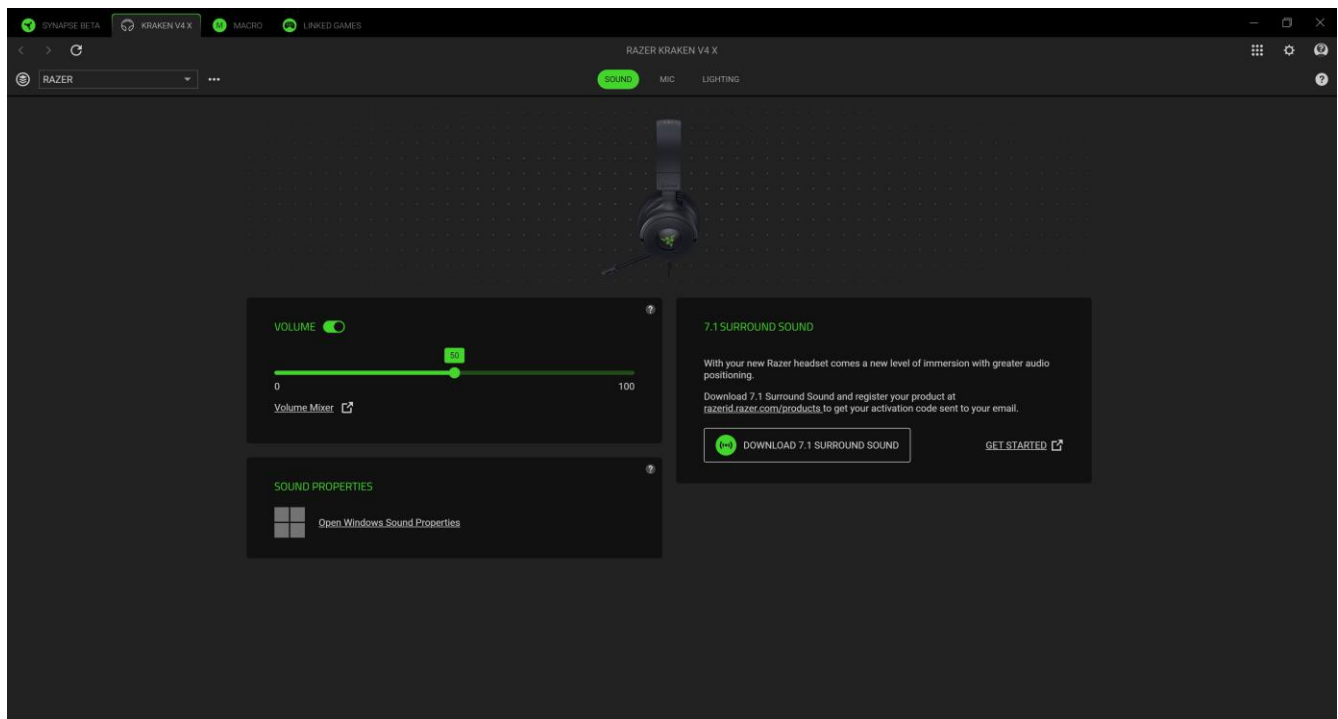 SYNAPSE BETA KRAKEN V4 X M MACRO LINKED GAMES
RAZER KRAKEN V4 X
RAZER SOUND MIC LIGHTING
VOLUME
50
0 100
Volume Mixer
SOUND PROPERTIES
Open Windows Sound Properties
7.1 SURROUND SOUND
With your new Razer headset comes a new level of immersion with greater audio
positioning.
Download 7.1 Surround Sound and register your product at
razerid.razer.com/products to get your activation code sent to your email.
DOWNLOAD 7.1 SURROUND SOUND GET STARTED